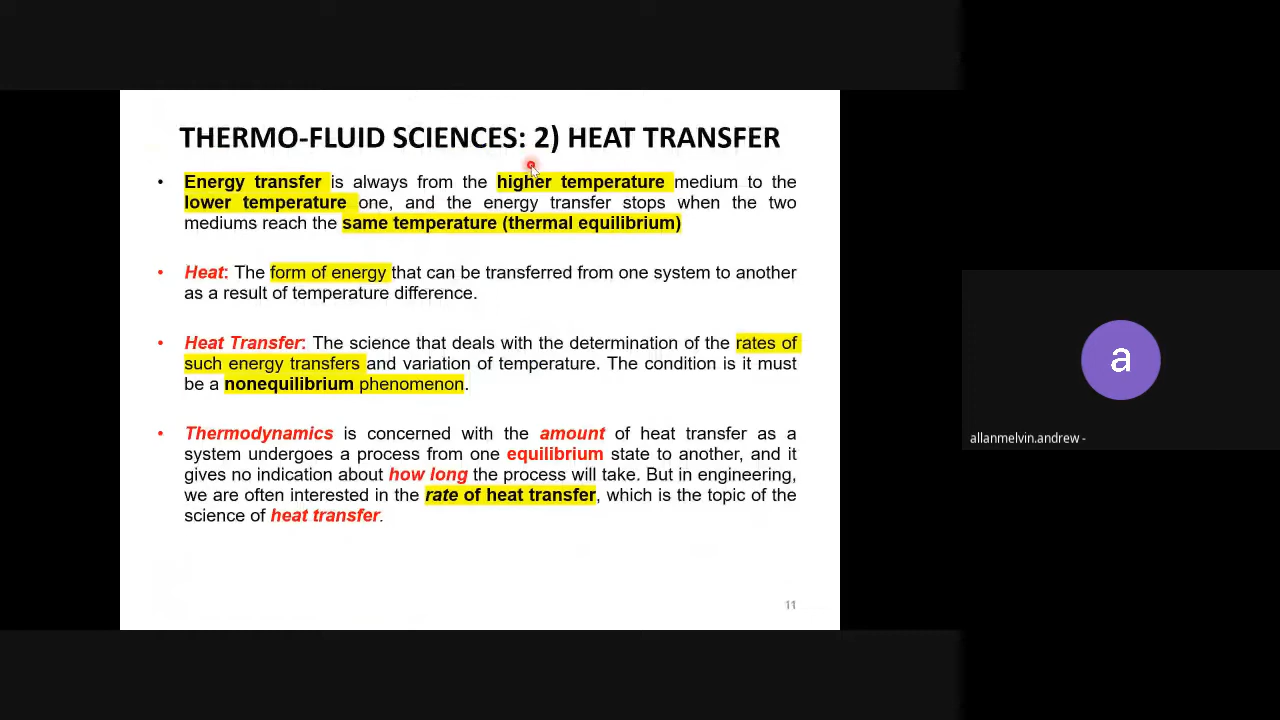 THERMO-FLUID SCIENCES: 2) HEAT TRANSFER
• Energy transfer is always from the higher temperature medium to the
lower temperature one, and the energy transfer stops when the two
mediums reach the same temperature (thermal equilibrium)
• Heat: The form of energy that can be transferred from one system to another
as a result of temperature difference.
• Heat Transfer: The science that deals with the determination of the rates of
such energy transfers and variation of temperature. The condition is it must
be a nonequilibrium phenomenon.
• Thermodynamics is concerned with the amount of heat transfer as a
system undergoes a process from one equilibrium state to another, and it
gives no indication about how long the process will take. But in engineering,
we are often interested in the rate of heat transfer, which is the topic of the
science of heat transfer.
11
a
allanmelvin.andrew -